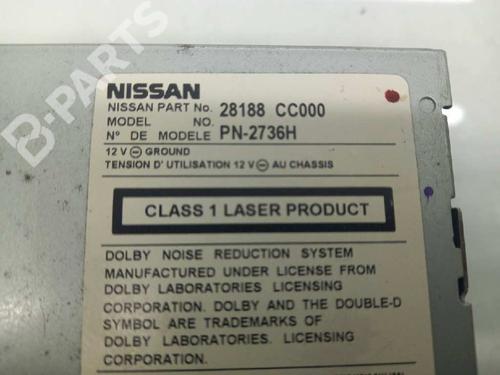 B-PARTS
NISSAN
NISSAN PART No. 28188 CC000
MODEL NO.
Nº DE MODELE PN-2736H
12 V ⊖ GROUND
TENSION D' UTILISATION 12 V ⊖ AU CHASSIS
CLASS 1 LASER PRODUCT
DOLBY NOISE REDUCTION SYSTEM
MANUFACTURED UNDER LICENSE FROM
DOLBY LABORATORIES LICENSING
CORPORATION. DOLBY AND THE DOUBLE-D
SYMBOL ARE TRADEMARKS OF
DOLBY LABORATORIES. LICENSING
CORPORATION.